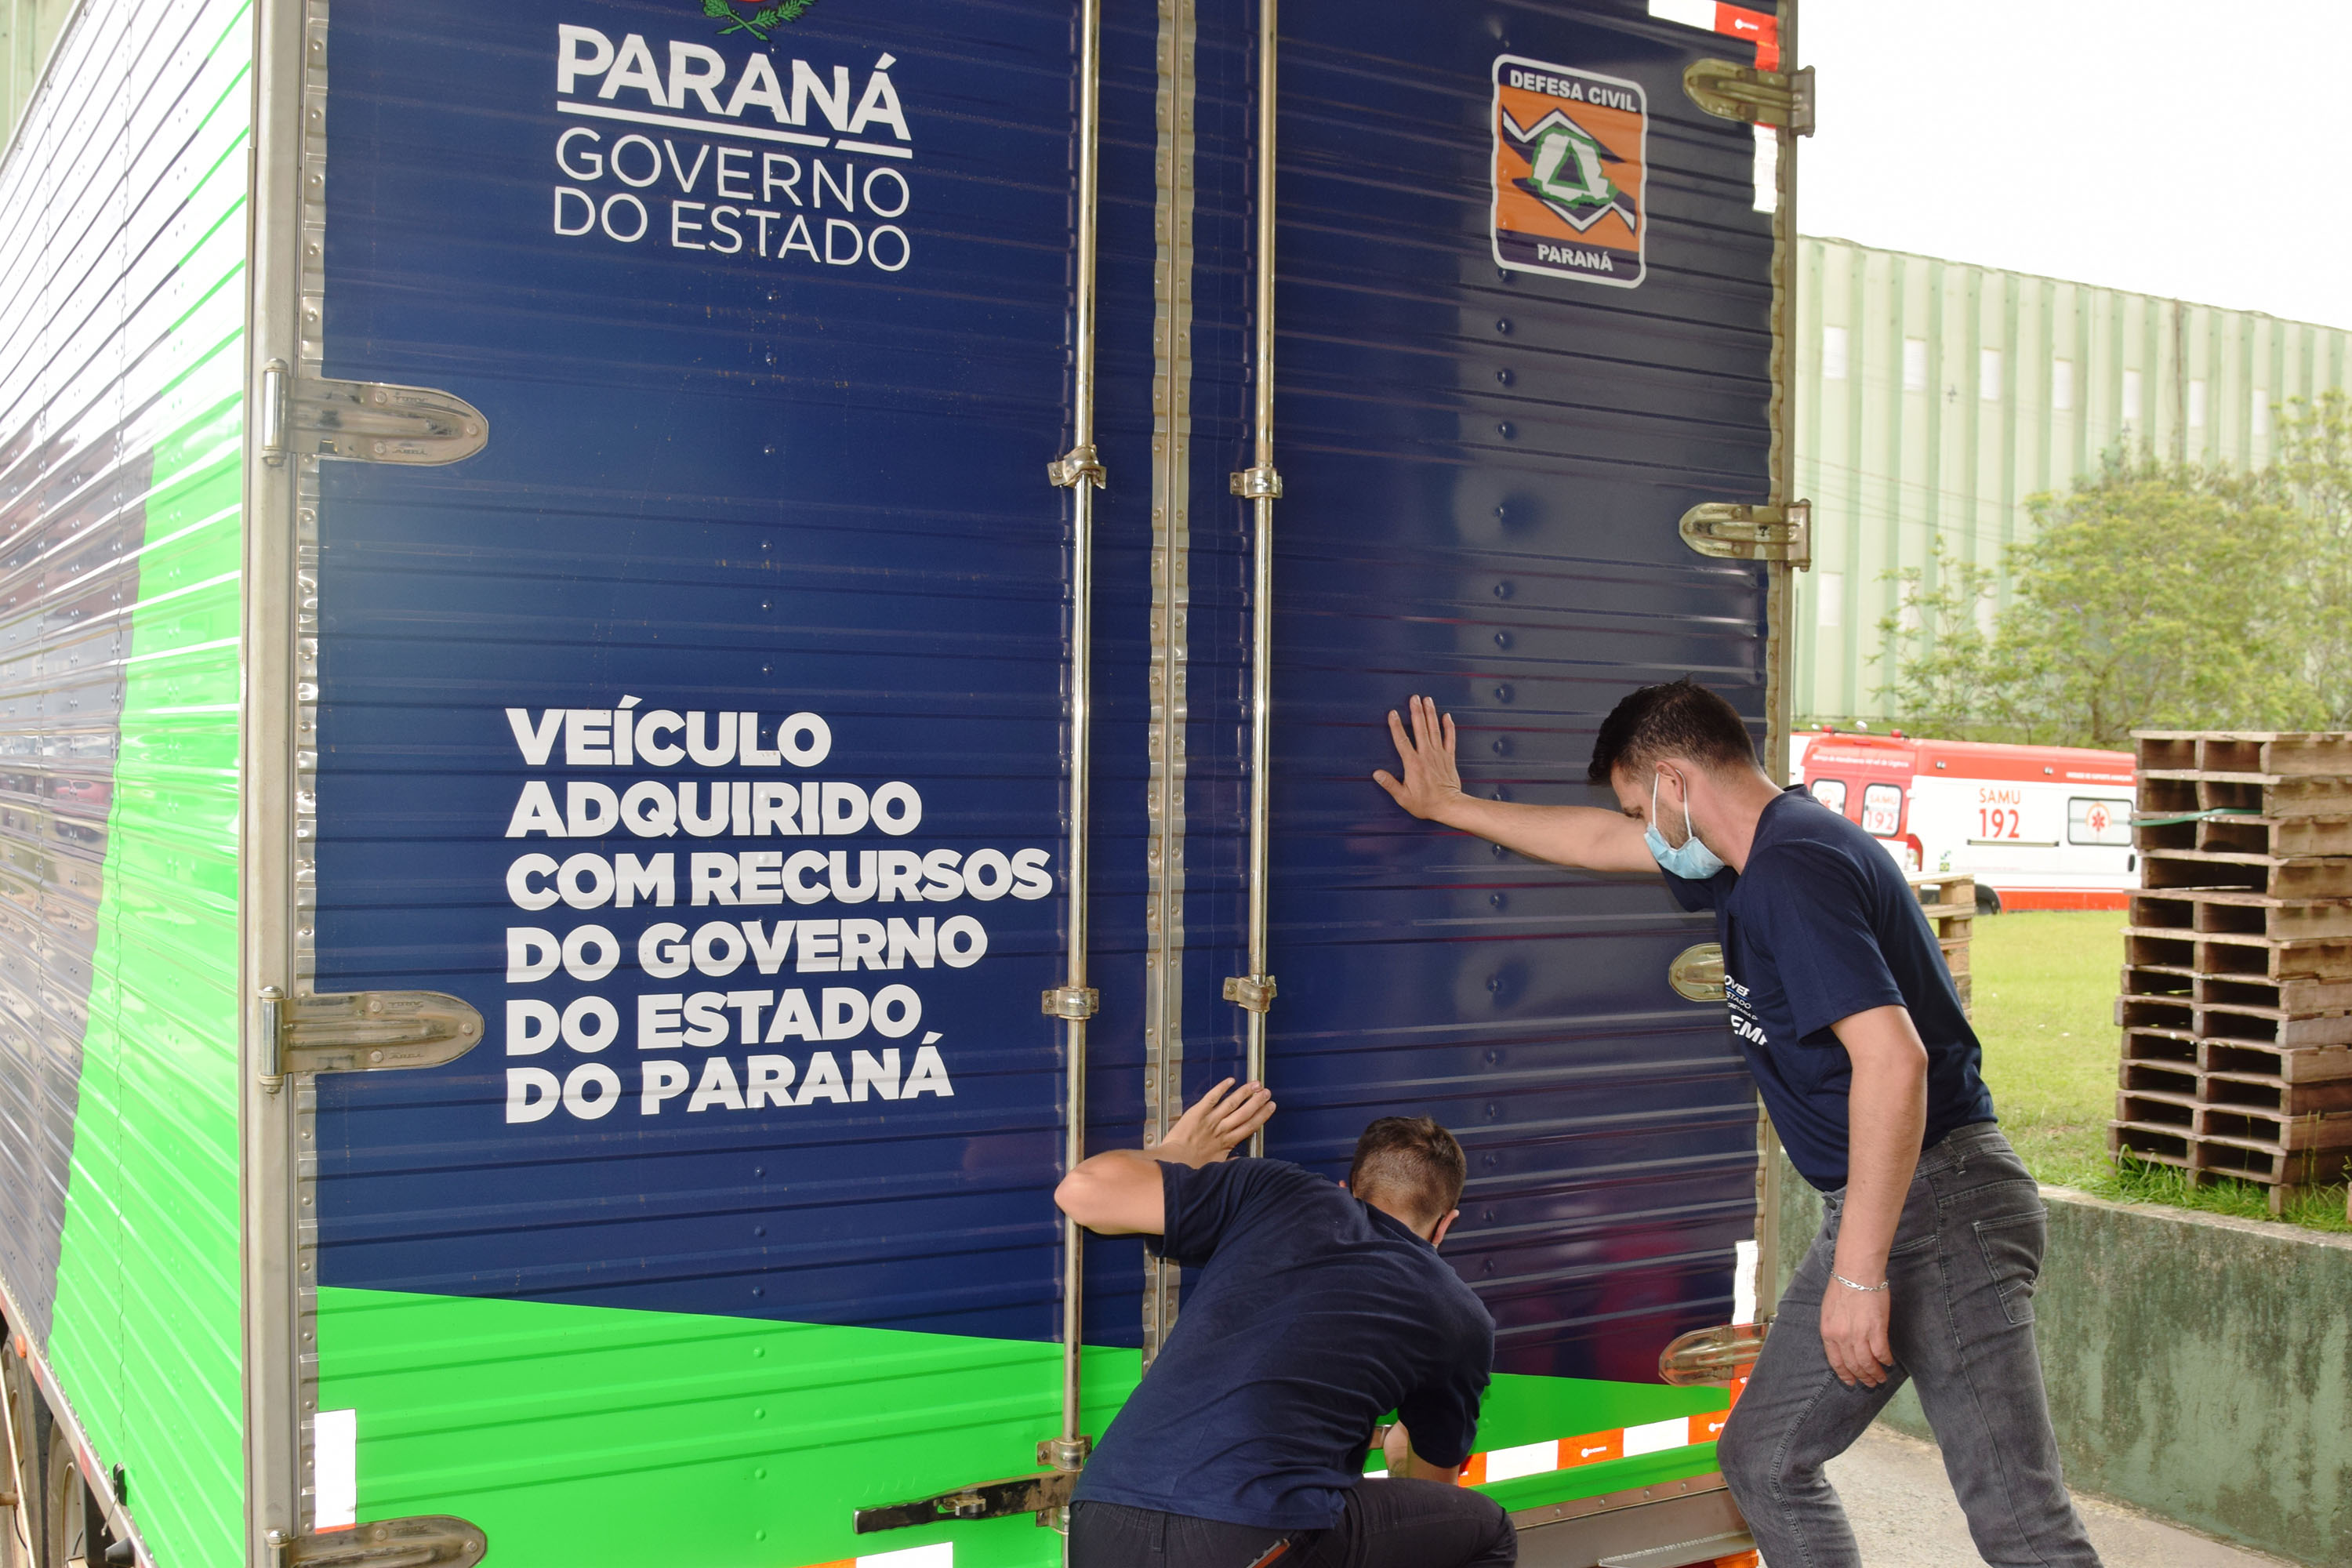 PARANÁ
GOVERNO
DO ESTADO
DEFESA CIVIL
PARANÁ
VEÍCULO
ADQUIRIDO
COM RECURSOS
DO GOVERNO
DO ESTADO
DO PARANÁ
SAMU
192
SAMU
192